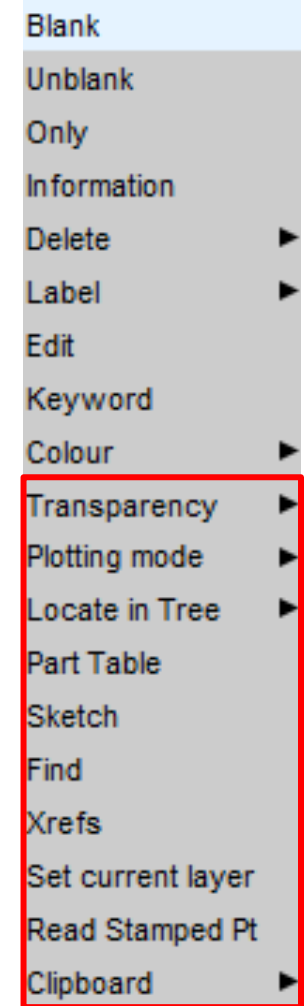 Blank
Unblank
Only
Information
Delete
Label
Edit
Keyword
Colour
Transparency
Plotting mode
Locate in Tree
Part Table
Sketch
Find
Xrefs
Set current layer
Read Stamped Pt
Clipboard